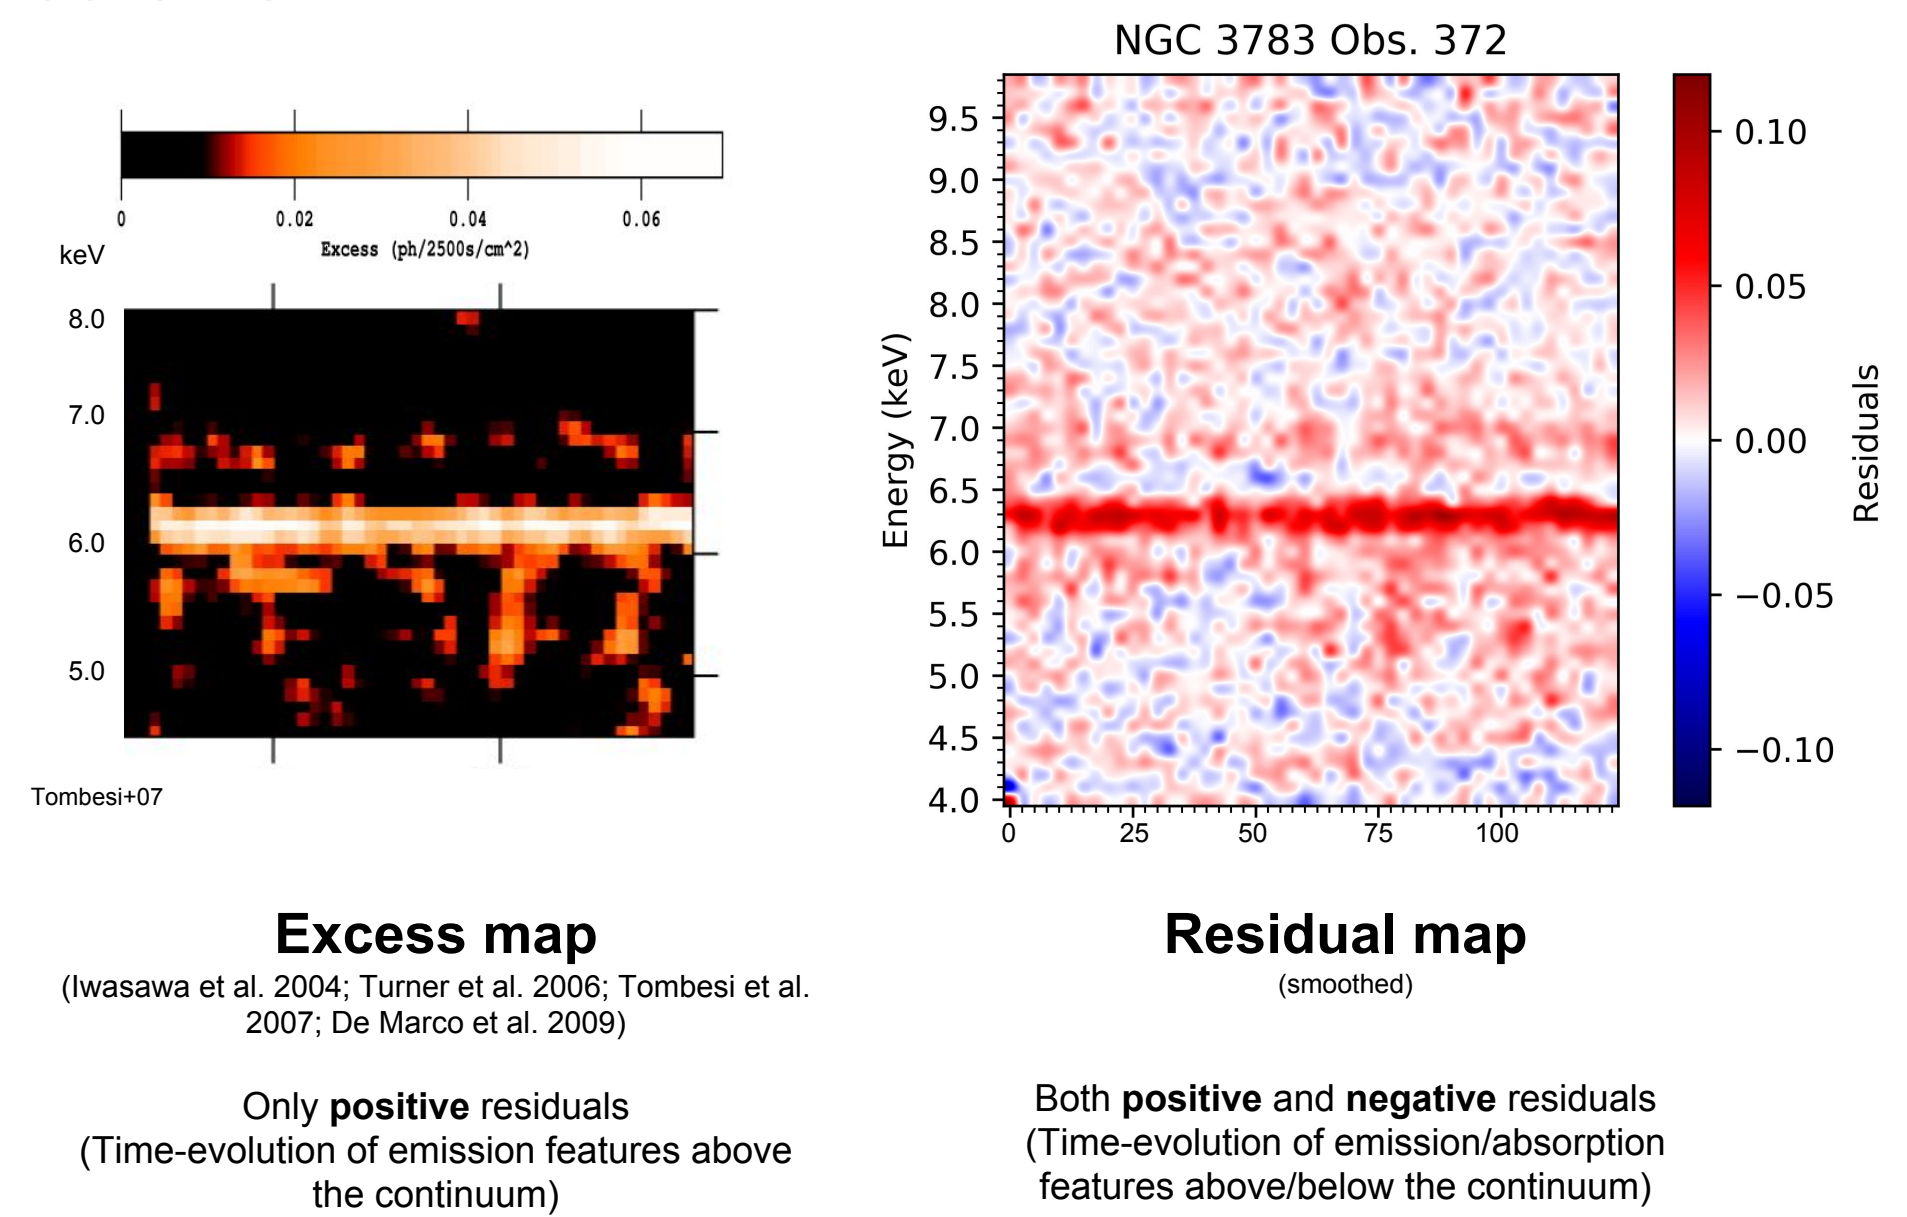 0
0.02
0.04
0.06
Excess (ph/2500s/cm^2)
keV
8.0
7.0
6.0
5.0
Tombesi+07
NGC 3783 Obs. 372
Energy (keV)
9.5
9.0
8.5
8.0
7.5
7.0
6.5
6.0
5.5
5.0
4.5
4.0
0
25
50
75
100
0.10
0.05
0.00
−0.05
−0.10
Residuals
Excess map
(Iwasawa et al. 2004; Turner et al. 2006; Tombesi et al.
2007; De Marco et al. 2009)
Only positive residuals
(Time-evolution of emission features above
the continuum)
Residual map
(smoothed)
Both positive and negative residuals
(Time-evolution of emission/absorption
features above/below the continuum)